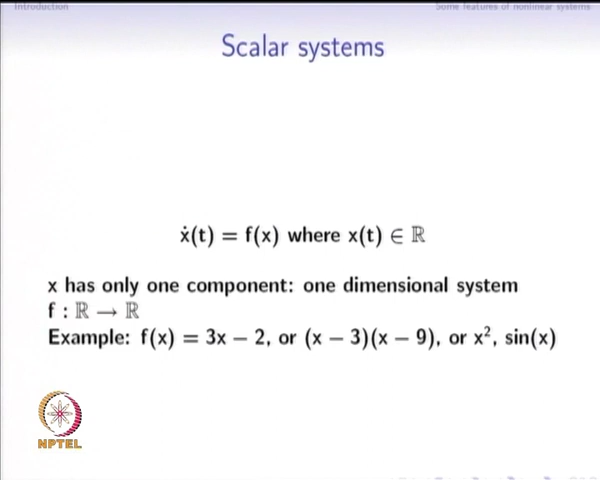 Introduction
Some features of nonlinear systems
Scalar systems
ẋ(t) = f(x) where x(t) ∈ ℝ
x has only one component: one dimensional system
f : ℝ → ℝ
Example: f(x) = 3x − 2, or (x − 3)(x − 9), or x², sin(x)
NPTEL